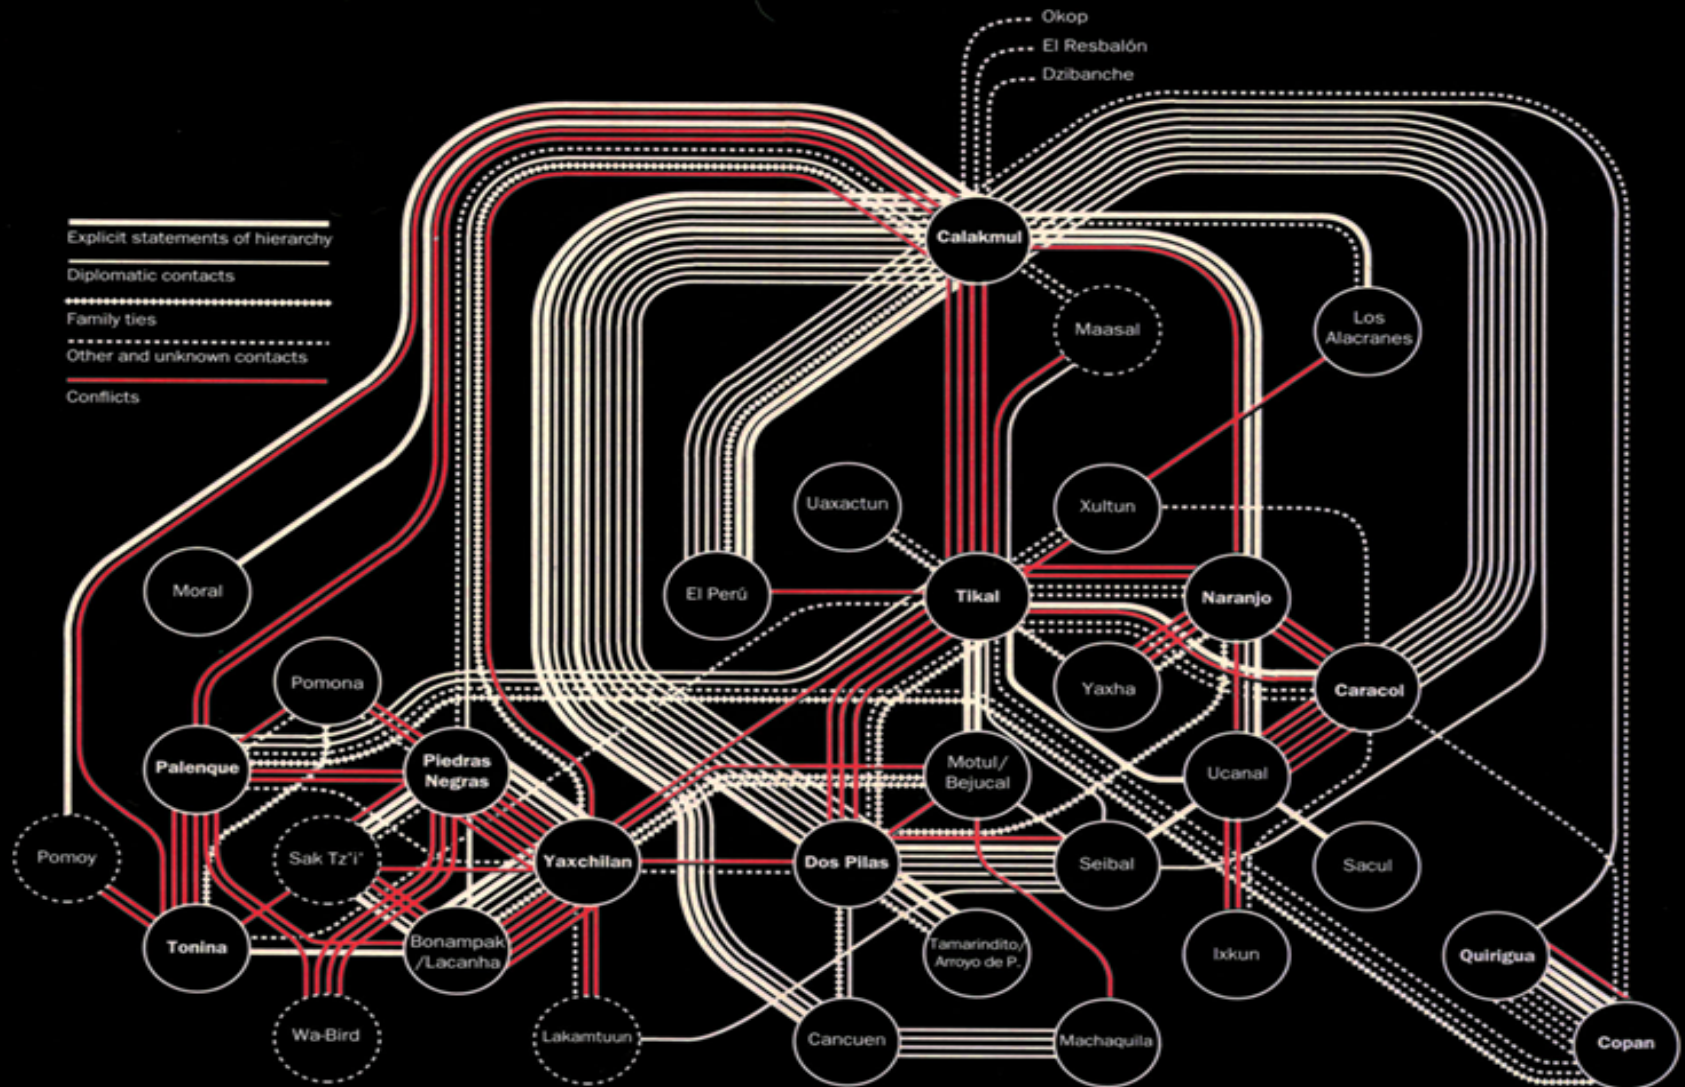 Okop
El Resbalón
Dzibanche
Explicit statements of hierarchy
Diplomatic contacts
Family ties
Other and unknown contacts
Conflicts
Calakmul
Maasal
Los
Alacranes
Uaxactun
Xultun
Moral
El Perú
Tikal
Naranjo
Pomona
Yaxha
Caracol
Palenque
Piedras
Negras
Motul/
Bejucal
Ucanal
Pomoy
Sak Tz'i'
Yaxchilan
Dos Pilas
Seibal
Sacul
Tonina
Bonampak
/Lacanha
Tamarindito/
Arroyo de P.
Ixkun
Quirigua
Wa-Bird
Lakamtuun
Cancuen
Machaquila
Copan